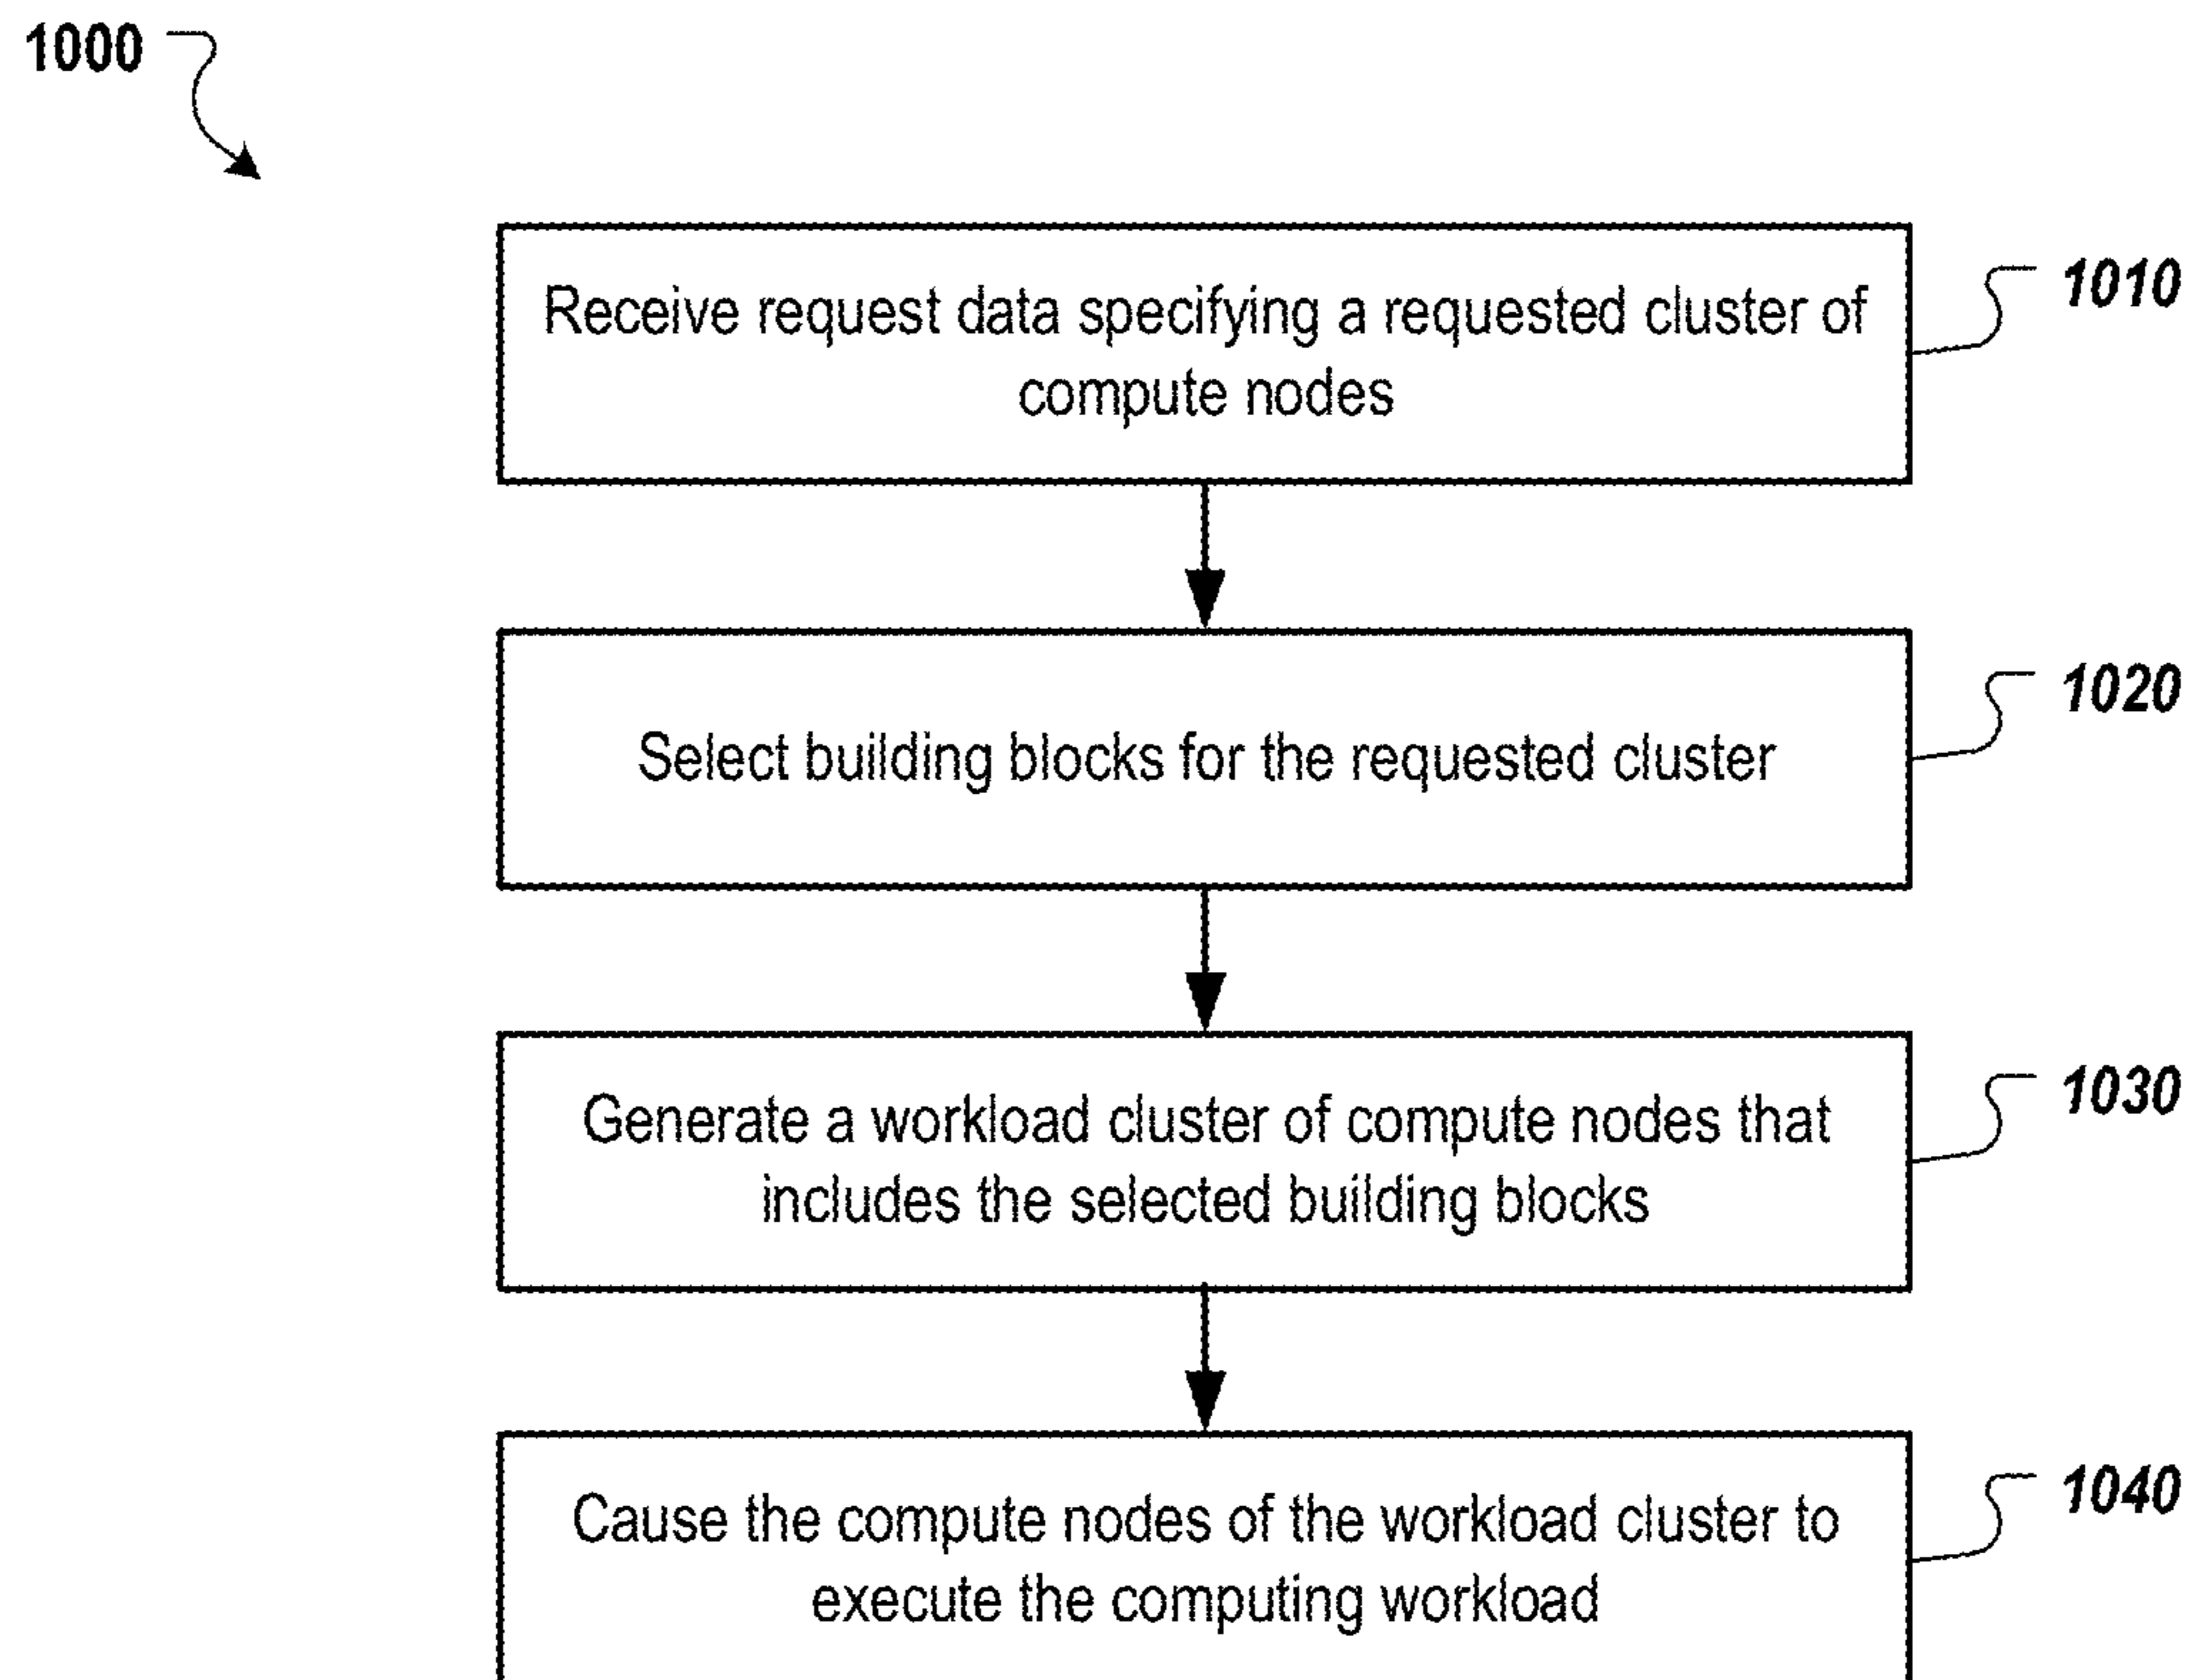 1000
Receive request data specifying a requested cluster of
compute nodes
1010
Select building blocks for the requested cluster
1020
Generate a workload cluster of compute nodes that
includes the selected building blocks
1030
Cause the compute nodes of the workload cluster to
execute the computing workload
1040